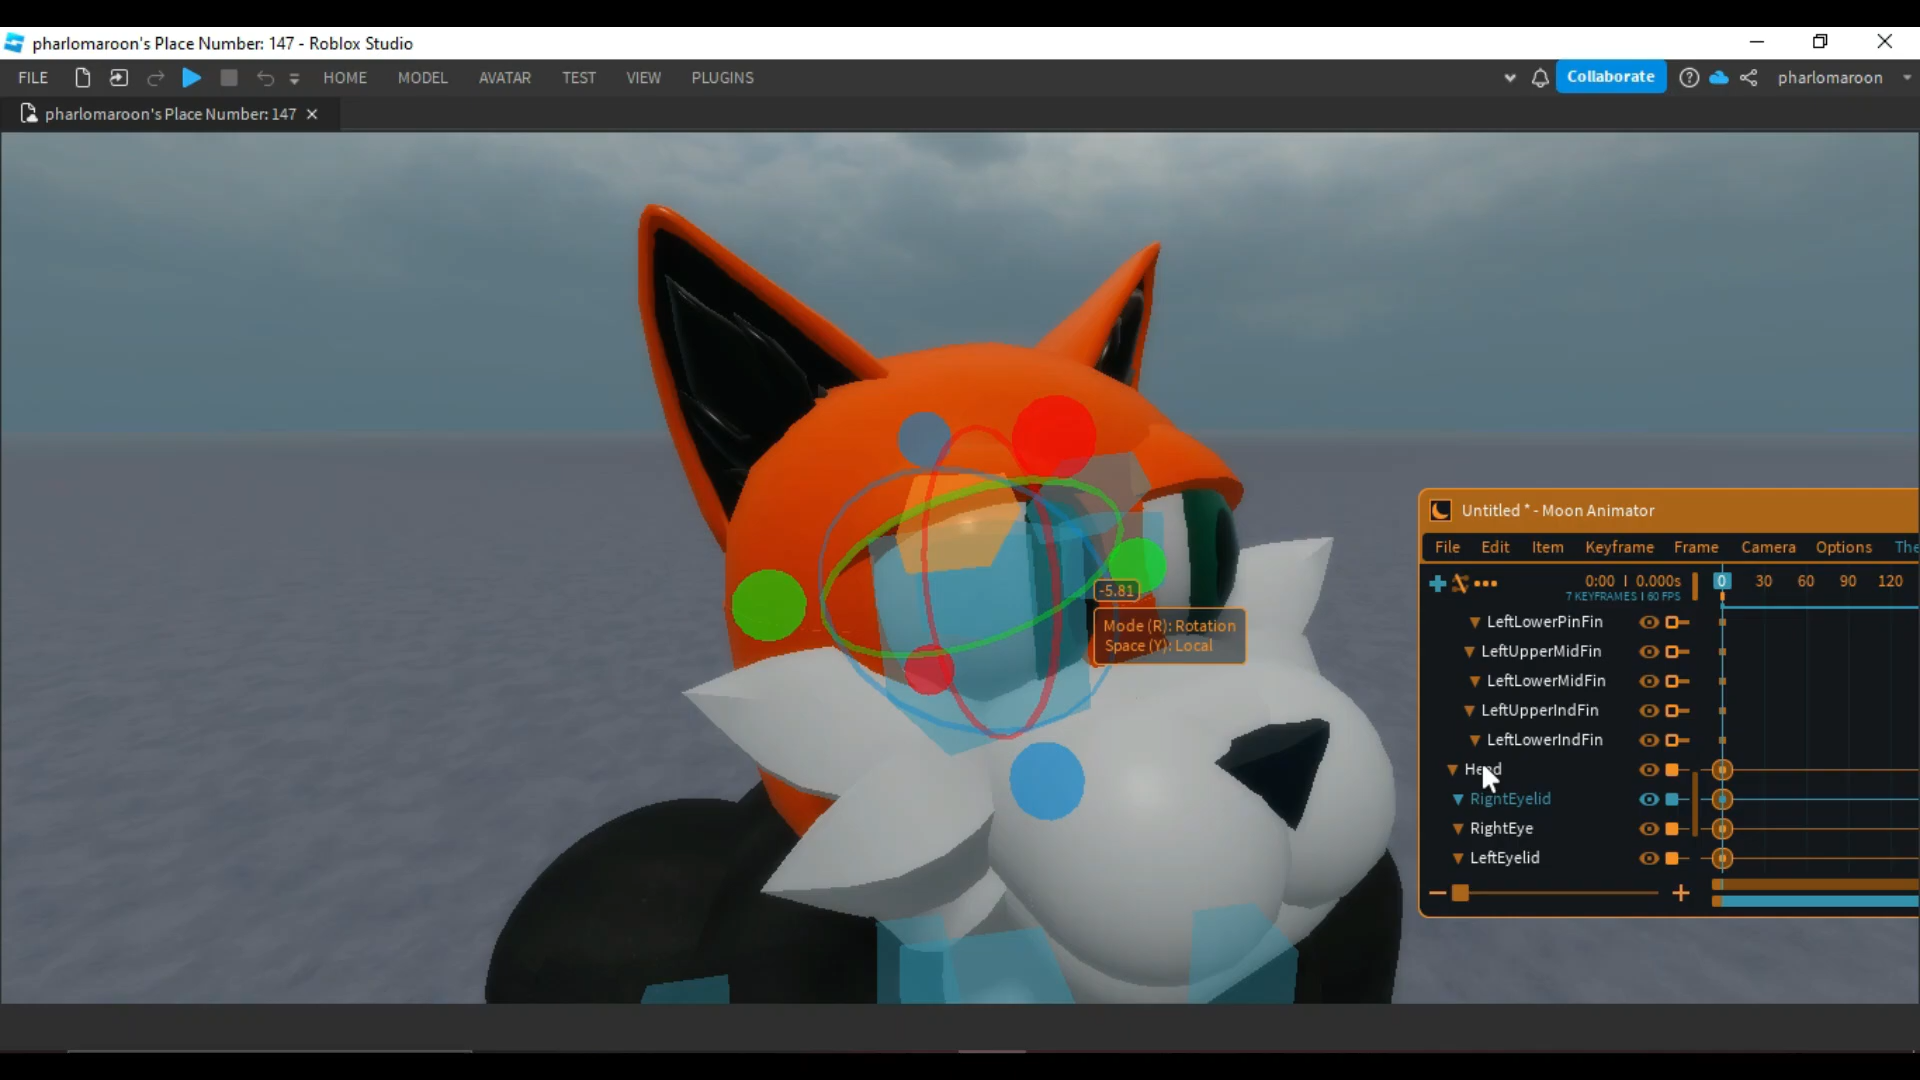 pharlomaroon's Place Number: 147 - Roblox Studio
FILE HOME MODEL AVATAR TEST VIEW PLUGINS Collaborate pharlomaroon
pharlomaroon's Place Number: 147
Untitled * - Moon Animator
File Edit Item Keyframe Frame Camera Options The
0:00 | 0.000s 0 30 60 90 120
7 KEYFRAMES | 60 FPS
-5.81
Mode (R): Rotation
Space (Y): Local
LeftLowerPinFin
LeftUpperMidFin
LeftLowerMidFin
LeftUpperIndFin
LeftLowerIndFin
Head
RightEyelid
RightEye
LeftEyelid